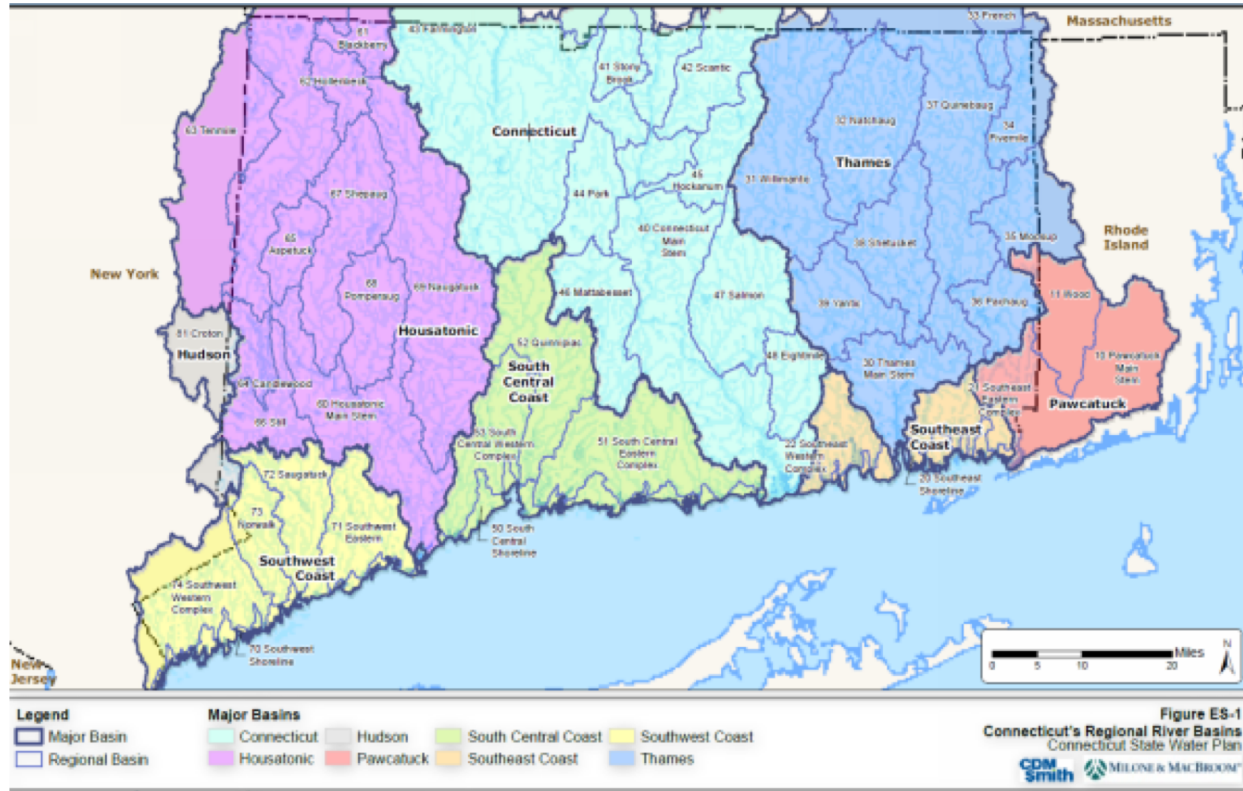 33 French
Massachusetts
61
Blackberry
43 Farmington
41 Stony
Brook
42 Scantic
62 Hollenbeck
37 Quinebaug
63 Tenmile
32 Natchaug
34
Fivemile
Connecticut
Thames
45
Hockanum
31 Willimantic
67 Shepaug
44 Park
40 Connecticut
Main
Stem
Rhode
Island
65
Aspetuck
38 Shetucket
35 Moosup
New York
68
Pomperaug
69 Naugatuck
46 Mattabesset
47 Salmon
39 Yantic
36 Pachaug
11 Wood
81 Croton
Hudson
Housatonic
52 Quinnipiac
48 Eightmile
30 Thames
Main Stem
10 Pawcatuck
Main
Stem
South
Central
Coast
64 Candlewood
60 Housatonic
Main Stem
66 Still
21 Southeast
Eastern
Complex
Pawcatuck
Southeast
Coast
53 South
Central Western
Complex
51 South Central
Eastern
Complex
22 Southeast
Western
Complex
72 Saugatuck
20 Southeast
Shoreline
73
Norwalk
71 Southwest
Eastern
50 South
Central
Shoreline
Southwest
Coast
74 Southwest
Western
Complex
70 Southwest
Shoreline
New
Jersey
Miles
0 5 10 20
N
Legend
Major Basin
Regional Basin
Major Basins
Connecticut Hudson South Central Coast Southwest Coast
Housatonic Pawcatuck Southeast Coast Thames
Figure ES-1
Connecticut's Regional River Basins
Connecticut State Water Plan
CDM
Smith
MILONE & MACBROOM®